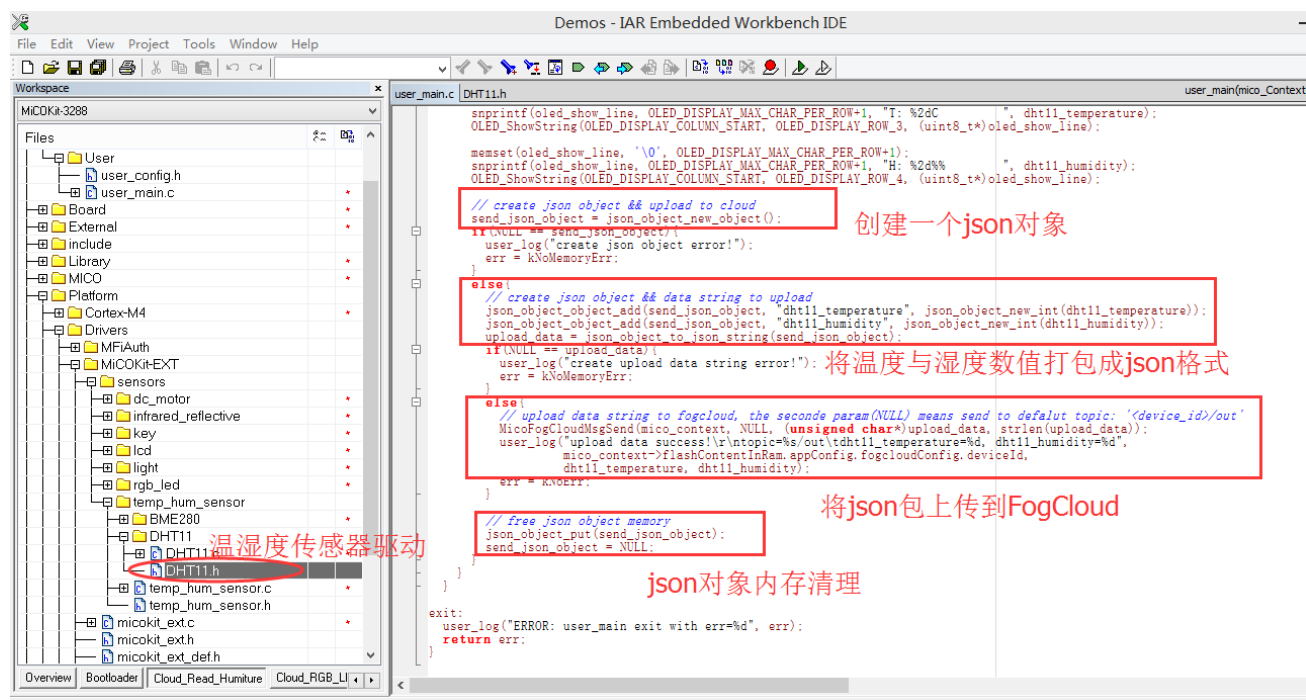 Demos - IAR Embedded Workbench IDE
File Edit View Project Tools Window Help
Workspace
MiCOKit-3288
Files
User
user_config.h
user_main.c
Board
External
include
Library
MICO
Platform
Cortex-M4
Drivers
MFiAuth
MiCOKit-EXT
sensors
dc_motor
infrared_reflective
key
lcd
light
rgb_led
temp_hum_sensor
BME280
DHT11
DHT11.c
DHT11.h
温湿度传感器驱动
temp_hum_sensor.c
temp_hum_sensor.h
micokit_ext.c
micokit_ext.h
micokit_ext_def.h
Overview Bootloader Cloud_Read_Humiture Cloud_RGB_LI
user_main.c DHT11.h user_main(mico_Context
snprintf(oled_show_line, OLED_DISPLAY_MAX_CHAR_PER_ROW+1, "T: %2dC ", dht11_temperature);
OLED_ShowString(OLED_DISPLAY_COLUMN_START, OLED_DISPLAY_ROW_3, (uint8_t*)oled_show_line);
memset(oled_show_line, '\0', OLED_DISPLAY_MAX_CHAR_PER_ROW+1);
snprintf(oled_show_line, OLED_DISPLAY_MAX_CHAR_PER_ROW+1, "H: %2d%% ", dht11_humidity);
OLED_ShowString(OLED_DISPLAY_COLUMN_START, OLED_DISPLAY_ROW_4, (uint8_t*)oled_show_line);
// create json object && upload to cloud
send_json_object = json_object_new_object();
创建一个json对象
if(NULL == send_json_object){
user_log("create json object error!");
err = kNoMemoryErr;
}
else{
// create json object && data string to upload
json_object_object_add(send_json_object, "dht11_temperature", json_object_new_int(dht11_temperature));
json_object_object_add(send_json_object, "dht11_humidity", json_object_new_int(dht11_humidity));
upload_data = json_object_to_json_string(send_json_object);
if(NULL == upload_data){
user_log("create upload data string error!");
将温度与湿度数值打包成json格式
err = kNoMemoryErr;
}
else{
// upload data string to fogcloud, the seconde param(NULL) means send to defalut topic: '<device_id>/out'
MicoFogCloudMsgSend(mico_context, NULL, (unsigned char*)upload_data, strlen(upload_data));
user_log("upload data success!\r\ntopic=%s/out\tdht11_temperature=%d, dht11_humidity=%d",
mico_context->flashContentInRam.appConfig.fogcloudConfig.deviceId,
dht11_temperature, dht11_humidity);
err = kNoErr;
}
将json包上传到FogCloud
// free json object memory
json_object_put(send_json_object);
send_json_object = NULL;
}
json对象内存清理
}
}
exit:
user_log("ERROR: user_main exit with err=%d", err);
return err;
}